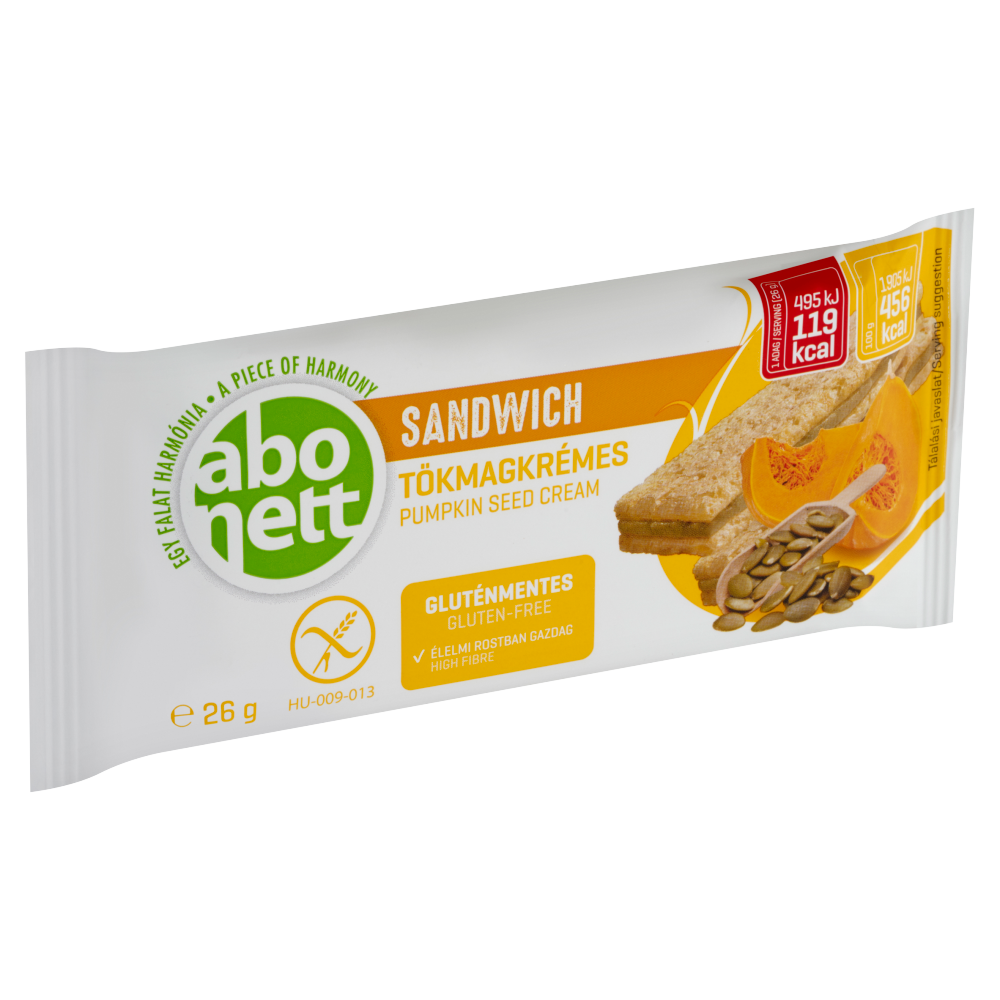 EGY FALAT HARMÓNIA • A PIECE OF HARMONY
abo
nett
SANDWICH
TÖKMAGKRÉMES
PUMPKIN SEED CREAM
GLUTÉNMENTES
GLUTEN-FREE
✓ ÉLELMI ROSTBAN GAZDAG
HIGH FIBRE
HU-009-013
℮ 26 g
1 ADAG / SERVING (26 g)
495 kJ
119
kcal
100 g
1905 kJ
456
kcal
Tálalási javaslat/Serving suggestion